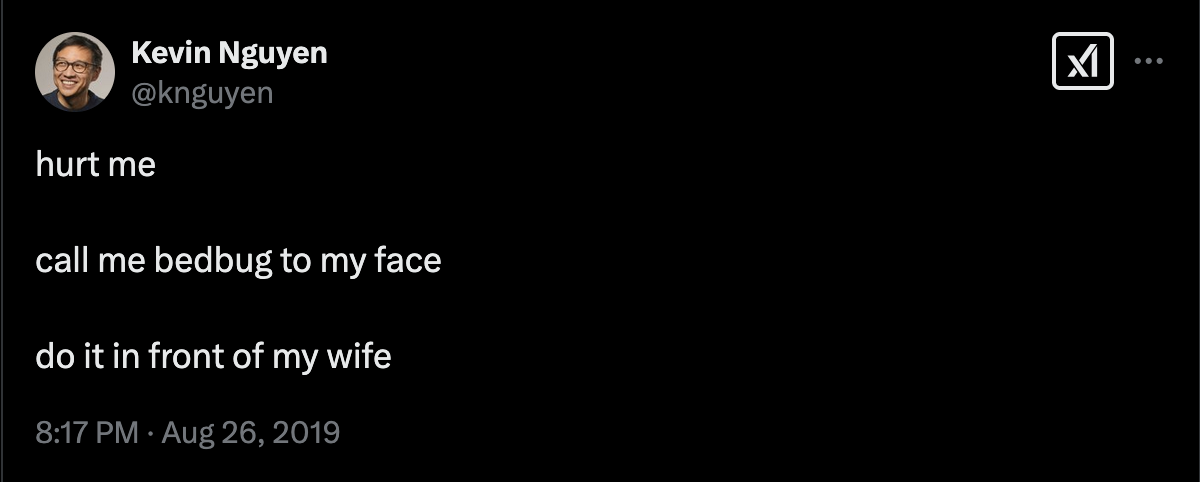 Kevin Nguyen
@knguyen
hurt me
call me bedbug to my face
do it in front of my wife
8:17 PM · Aug 26, 2019